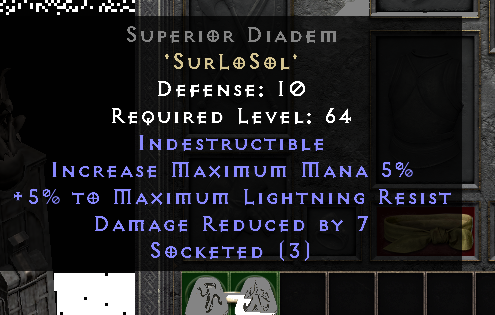 Superior Diadem
'SurLoSol'
Defense: 10
Required Level: 64
Indestructible
Increase Maximum Mana 5%
+5% to Maximum Lightning Resist
Damage Reduced by 7
Socketed (3)